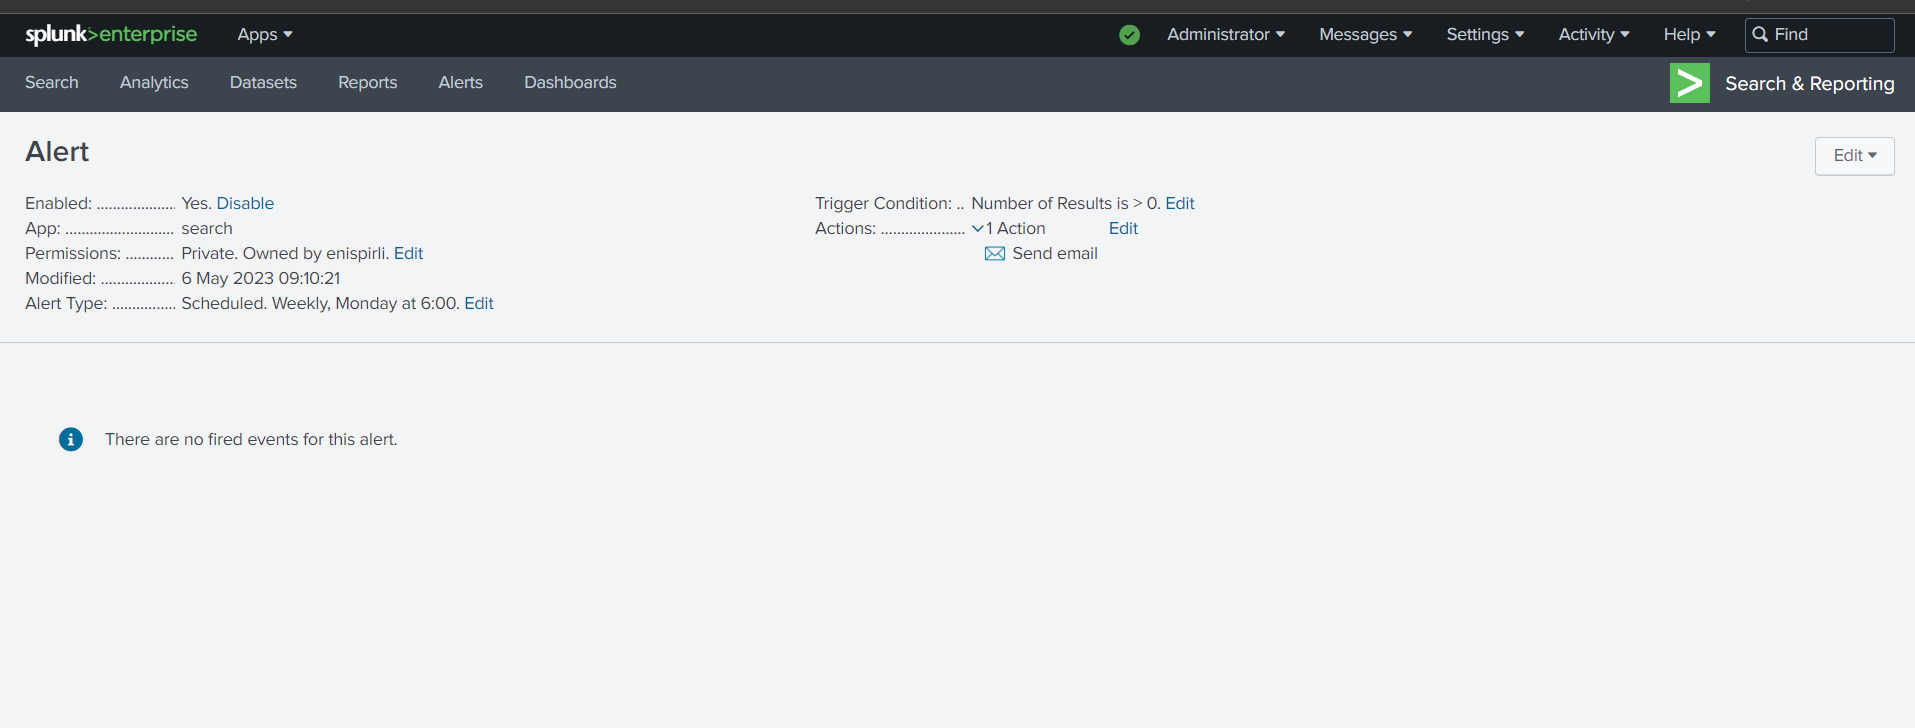 splunk>enterprise Apps Administrator Messages Settings Activity Help Find
Search Analytics Datasets Reports Alerts Dashboards Search & Reporting
Alert
Edit
Enabled: ................... Yes. Disable
App: ........................... search
Permissions: ............ Private. Owned by enispirli. Edit
Modified: .................. 6 May 2023 09:10:21
Alert Type: ................ Scheduled. Weekly, Monday at 6:00. Edit
Trigger Condition: .. Number of Results is > 0. Edit
Actions: ..................... 1 Action Edit
Send email
There are no fired events for this alert.